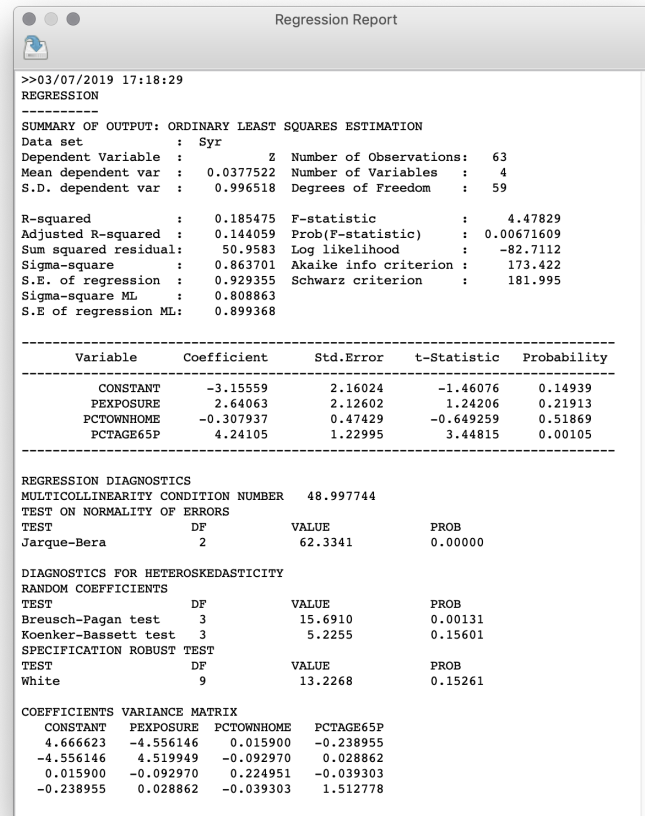 Regression Report
>>03/07/2019 17:18:29
REGRESSION
----------
SUMMARY OF OUTPUT: ORDINARY LEAST SQUARES ESTIMATION
Data set : Syr
Dependent Variable : Z Number of Observations: 63
Mean dependent var : 0.0377522 Number of Variables : 4
S.D. dependent var : 0.996518 Degrees of Freedom : 59
R-squared : 0.185475 F-statistic : 4.47829
Adjusted R-squared : 0.144059 Prob(F-statistic) : 0.00671609
Sum squared residual: 50.9583 Log likelihood : -82.7112
Sigma-square : 0.863701 Akaike info criterion : 173.422
S.E. of regression : 0.929355 Schwarz criterion : 181.995
Sigma-square ML : 0.808863
S.E of regression ML: 0.899368
-----------------------------------------------------------------------------
Variable Coefficient Std.Error t-Statistic Probability
-----------------------------------------------------------------------------
CONSTANT -3.15559 2.16024 -1.46076 0.14939
PEXPOSURE 2.64063 2.12602 1.24206 0.21913
PCTOWNHOME -0.307937 0.47429 -0.649259 0.51869
PCTAGE65P 4.24105 1.22995 3.44815 0.00105
-----------------------------------------------------------------------------
REGRESSION DIAGNOSTICS
MULTICOLLINEARITY CONDITION NUMBER 48.997744
TEST ON NORMALITY OF ERRORS
TEST DF VALUE PROB
Jarque-Bera 2 62.3341 0.00000
DIAGNOSTICS FOR HETEROSKEDASTICITY
RANDOM COEFFICIENTS
TEST DF VALUE PROB
Breusch-Pagan test 3 15.6910 0.00131
Koenker-Bassett test 3 5.2255 0.15601
SPECIFICATION ROBUST TEST
TEST DF VALUE PROB
White 9 13.2268 0.15261
COEFFICIENTS VARIANCE MATRIX
CONSTANT PEXPOSURE PCTOWNHOME PCTAGE65P
4.666623 -4.556146 0.015900 -0.238955
-4.556146 4.519949 -0.092970 0.028862
0.015900 -0.092970 0.224951 -0.039303
-0.238955 0.028862 -0.039303 1.512778